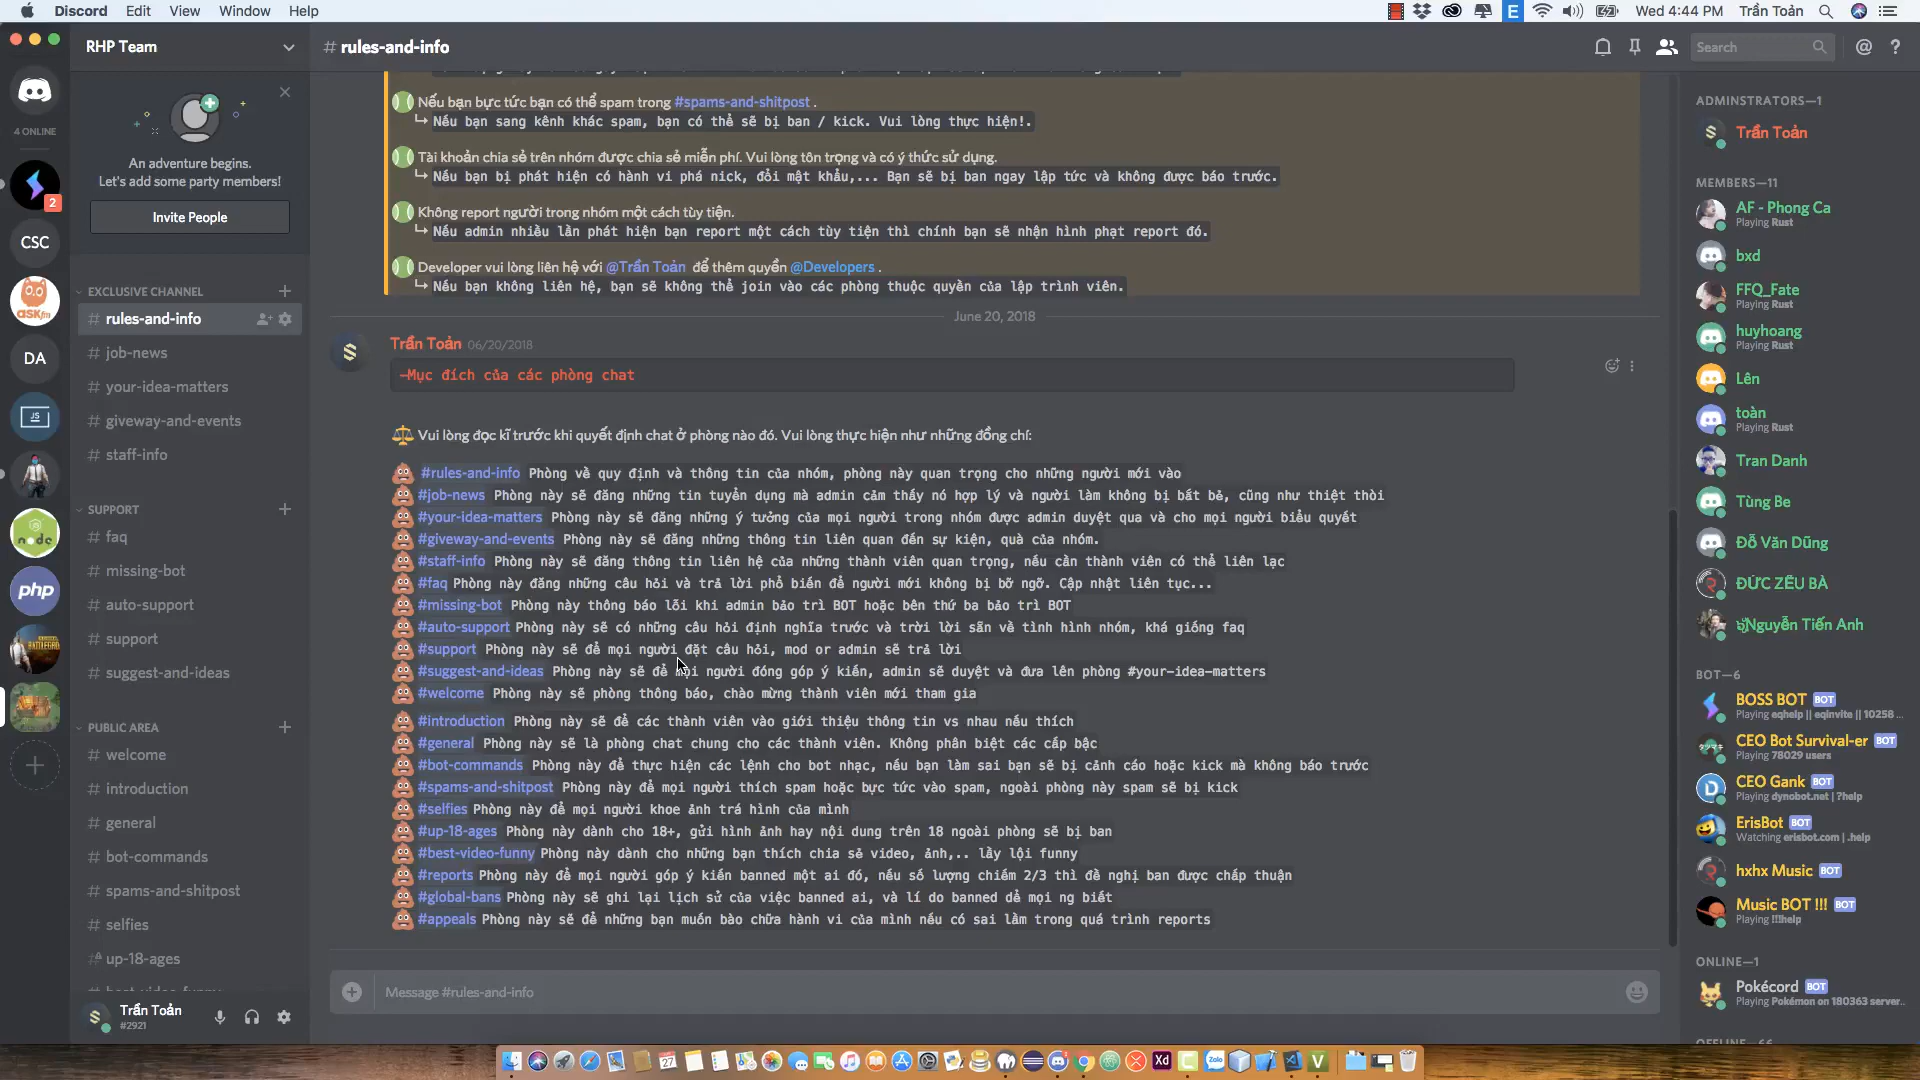 Discord Edit View Window Help
E Wed 4:44 PM Trần Toản
RHP Team
# rules-and-info
Search
4 ONLINE
An adventure begins.
Let's add some party members!
Invite People
2
CSC
ask fm
DA
JS
node
php
EXCLUSIVE CHANNEL
# rules-and-info
# job-news
# your-idea-matters
# giveway-and-events
# staff-info
SUPPORT
# faq
# missing-bot
# auto-support
# support
# suggest-and-ideas
PUBLIC AREA
# welcome
# introduction
# general
# bot-commands
# spams-and-shitpost
# selfies
# up-18-ages
# best-video-funny
Trần Toản
#2921
Nếu bạn bực tức bạn có thể spam trong #spams-and-shitpost .
↳ Nếu bạn sang kênh khác spam, bạn có thể sẽ bị ban / kick. Vui lòng thực hiện!.
Tài khoản chia sẻ trên nhóm được chia sẻ miễn phí. Vui lòng tôn trọng và có ý thức sử dụng.
↳ Nếu bạn bị phát hiện có hành vi phá nick, đổi mật khẩu,... Bạn sẽ bị ban ngay lập tức và không được báo trước.
Không report người trong nhóm một cách tùy tiện.
↳ Nếu admin nhiều lần phát hiện bạn report một cách tùy tiện thì chính bạn sẽ nhận hình phạt report đó.
Developer vui lòng liên hệ với @Trần Toản để thêm quyền @Developers .
↳ Nếu bạn không liên hệ, bạn sẽ không thể join vào các phòng thuộc quyền của lập trình viên.
June 20, 2018
Trần Toản 06/20/2018
-Mục đích của các phòng chat
Vui lòng đọc kĩ trước khi quyết định chat ở phòng nào đó. Vui lòng thực hiện như những đồng chí:
#rules-and-info Phòng về quy định và thông tin của nhóm, phòng này quan trọng cho những người mới vào
#job-news Phòng này sẽ đăng những tin tuyển dụng mà admin cảm thấy nó hợp lý và người làm không bị bắt bẻ, cũng như thiệt thòi
#your-idea-matters Phòng này sẽ đăng những ý tưởng của mọi người trong nhóm được admin duyệt qua và cho mọi người biểu quyết
#giveway-and-events Phòng này sẽ đăng những thông tin liên quan đến sự kiện, quà của nhóm.
#staff-info Phòng này sẽ đăng thông tin liên hệ của những thành viên quan trọng, nếu cần thành viên có thể liên lạc
#faq Phòng này đăng những câu hỏi và trả lời phổ biến để người mới không bị bỡ ngỡ. Cập nhật liên tục...
#missing-bot Phòng này thông báo lỗi khi admin bảo trì BOT hoặc bên thứ ba bảo trì BOT
#auto-support Phòng này sẽ có những câu hỏi định nghĩa trước và trời lời sẵn về tình hình nhóm, khá giống faq
#support Phòng này sẽ để mọi người đặt câu hỏi, mod or admin sẽ trả lời
#suggest-and-ideas Phòng này sẽ để mọi người đóng góp ý kiến, admin sẽ duyệt và đưa lên phòng #your-idea-matters
#welcome Phòng này sẽ phòng thông báo, chào mừng thành viên mới tham gia
#introduction Phòng này sẽ để các thành viên vào giới thiệu thông tin vs nhau nếu thích
#general Phòng này sẽ là phòng chat chung cho các thành viên. Không phân biệt các cấp bậc
#bot-commands Phòng này để thực hiện các lệnh cho bot nhạc, nếu bạn làm sai bạn sẽ bị cảnh cáo hoặc kick mà không báo trước
#spams-and-shitpost Phòng này để mọi người thích spam hoặc bực tức vào spam, ngoài phòng này spam sẽ bị kick
#selfies Phòng này để mọi người khoe ảnh trá hình của mình
#up-18-ages Phòng này dành cho 18+, gửi hình ảnh hay nội dung trên 18 ngoài phòng sẽ bị ban
#best-video-funny Phòng này dành cho những bạn thích chia sẻ video, ảnh,.. lầy lội funny
#reports Phòng này để mọi người góp ý kiến banned một ai đó, nếu số lượng chiếm 2/3 thì đề nghị ban được chấp thuận
#global-bans Phòng này sẽ ghi lại lịch sử của việc banned ai, và lí do banned để mọi ng biết
#appeals Phòng này sẽ để những bạn muốn bào chữa hành vi của mình nếu có sai lầm trong quá trình reports
Message #rules-and-info
ADMINSTRATORS—1
Trần Toản
MEMBERS—11
AF - Phong Ca
Playing Rust
bxd
FFQ_Fate
Playing Rust
huyhoang
Playing Rust
Lên
toàn
Playing Rust
Tran Danh
Tùng Be
Đỗ Văn Dũng
ĐỨC ZẾU BÀ
Nguyễn Tiến Anh
BOT—6
BOSS BOT BOT
Playing eqhelp || eqinvite || 10258 ...
CEO Bot Survival-er BOT
Playing 78029 users
CEO Gank BOT
Playing dynobot.net | ?help
ErisBot BOT
Watching erisbot.com | .help
hxhx Music BOT
Music BOT !!! BOT
Playing !!!help
ONLINE—1
Pokécord BOT
Playing Pokémon on 180363 server...
OFFLINE—66
27
Xd
Zalo
V